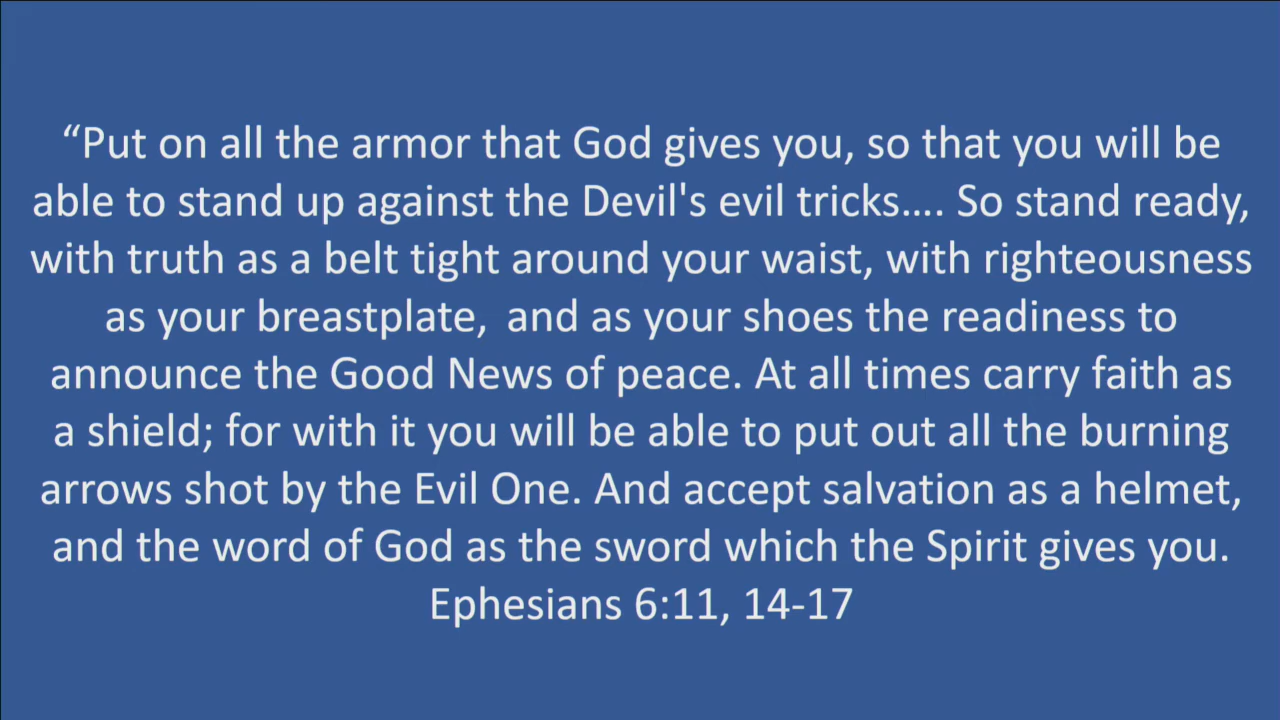 “Put on all the armor that God gives you, so that you will be
able to stand up against the Devil's evil tricks…. So stand ready,
with truth as a belt tight around your waist, with righteousness
as your breastplate, and as your shoes the readiness to
announce the Good News of peace. At all times carry faith as
a shield; for with it you will be able to put out all the burning
arrows shot by the Evil One. And accept salvation as a helmet,
and the word of God as the sword which the Spirit gives you.
Ephesians 6:11, 14-17